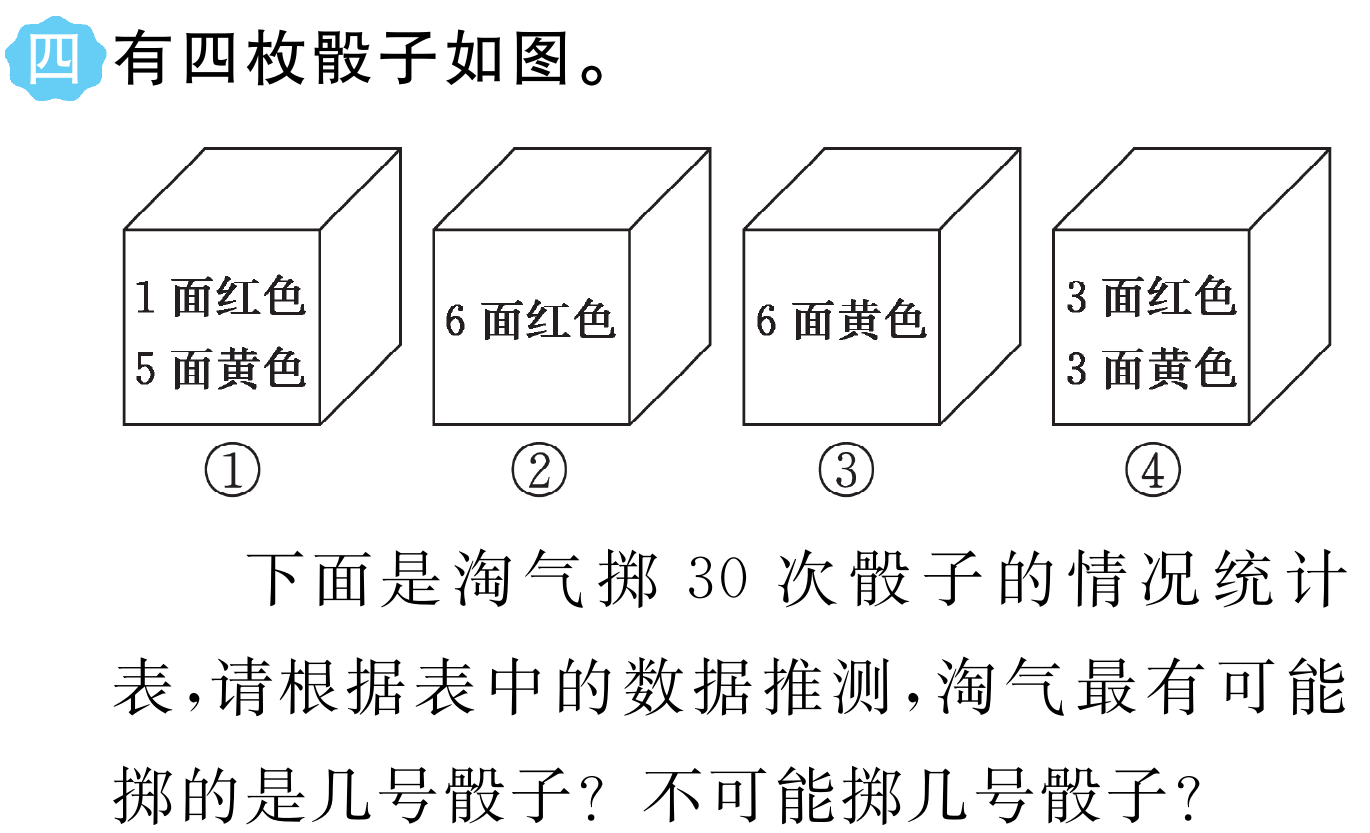 四 有四枚骰子如图。
1 面红色
5 面黄色
6 面红色
6 面黄色
3 面红色
3 面黄色
① ② ③ ④
下面是淘气掷 30 次骰子的情况统计
表,请根据表中的数据推测,淘气最有可能
掷的是几号骰子? 不可能掷几号骰子?